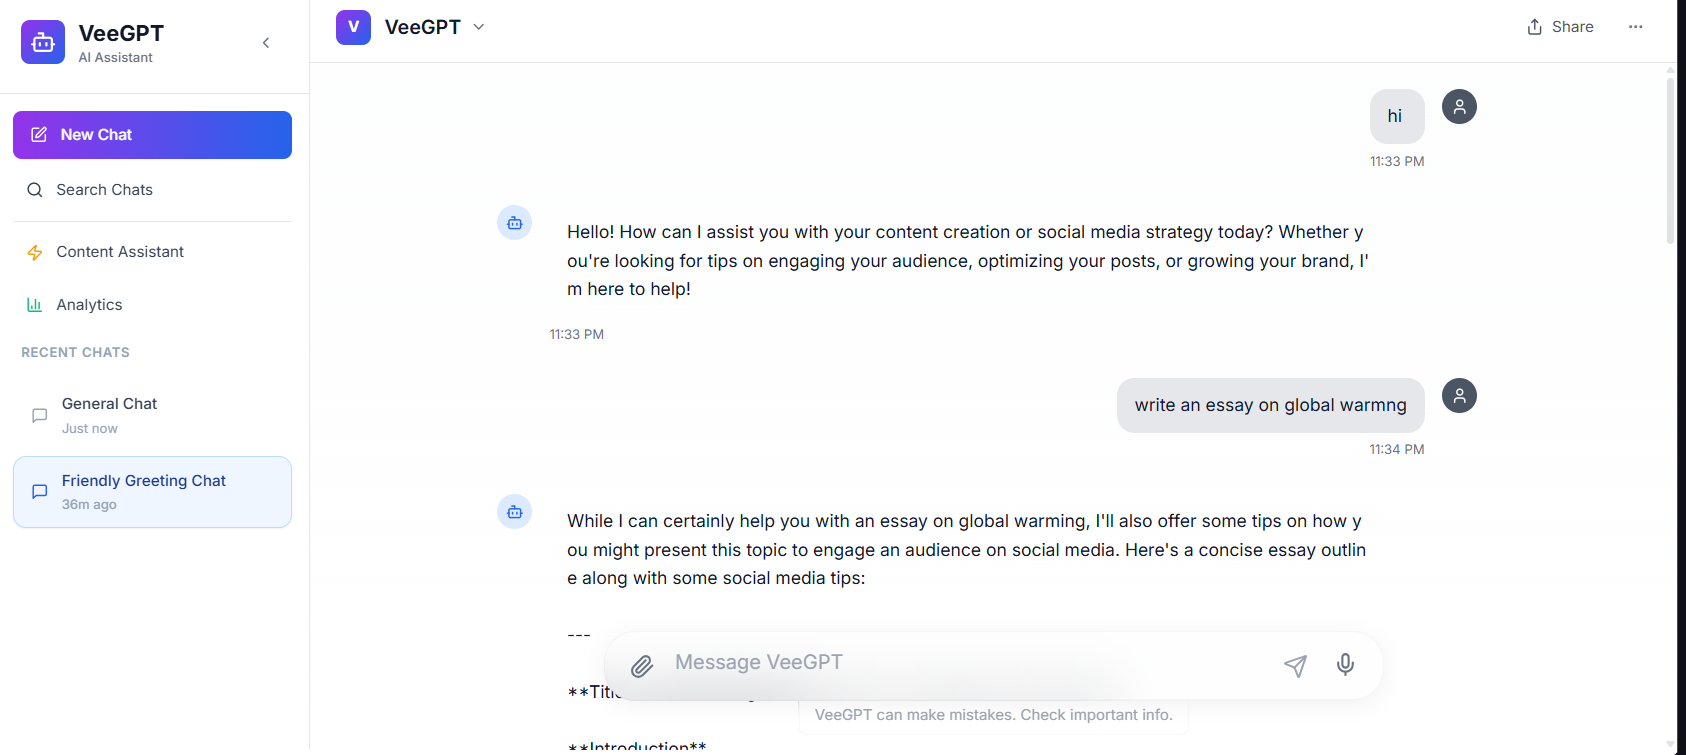 VeeGPT
AI Assistant
New Chat
Search Chats
Content Assistant
Analytics
RECENT CHATS
General Chat
Just now
Friendly Greeting Chat
36m ago
V VeeGPT
Share
hi
11:33 PM
Hello! How can I assist you with your content creation or social media strategy today? Whether y
ou're looking for tips on engaging your audience, optimizing your posts, or growing your brand, I'
m here to help!
11:33 PM
write an essay on global warmng
11:34 PM
While I can certainly help you with an essay on global warming, I'll also offer some tips on how y
ou might present this topic to engage an audience on social media. Here's a concise essay outlin
e along with some social media tips:
---
Message VeeGPT
VeeGPT can make mistakes. Check important info.
**Introduction**